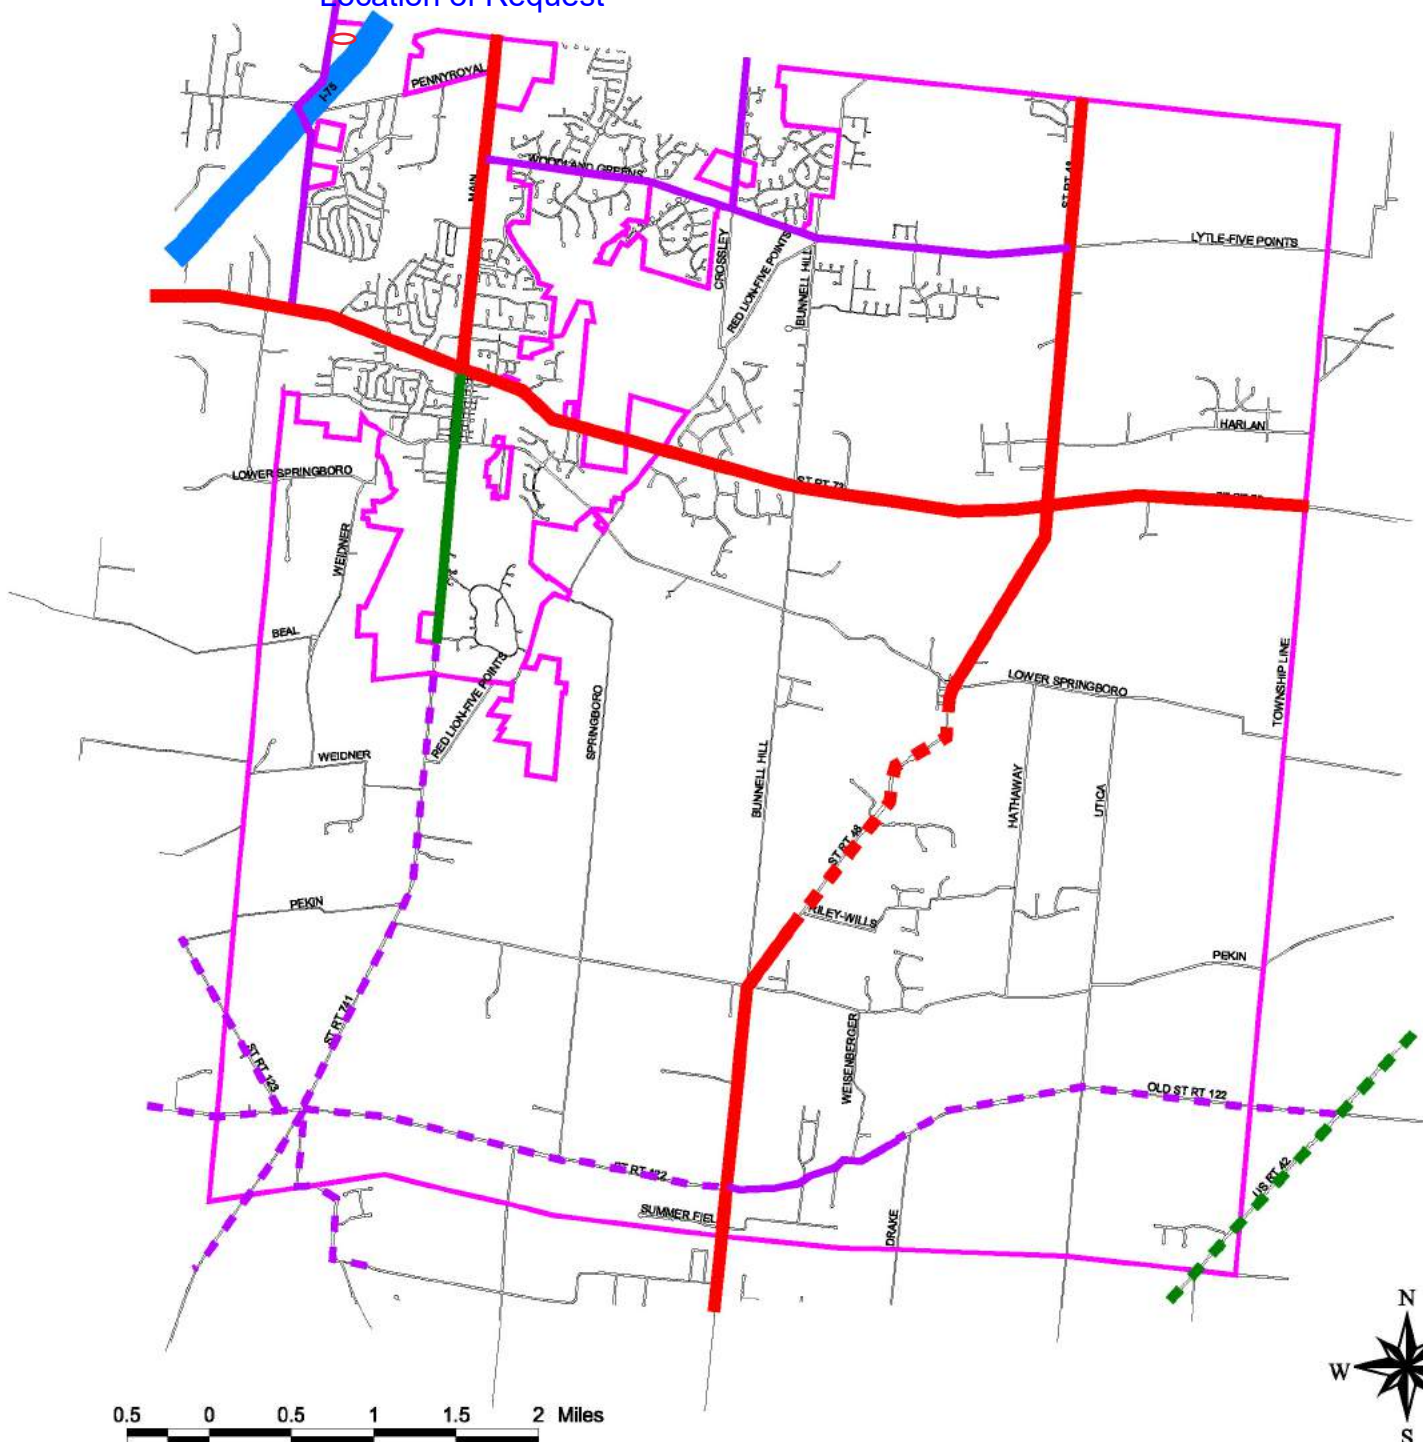 Location of Request
I-75
PENNYROYAL
MAIN
WOODLAND GREENS
ST RT 48
LYTLE-FIVE POINTS
CROSSLEY
RED LION-FIVE POINTS
BUNNELL HILL
HARLAN
ST RT 73
LOWER SPRINGBORO
WEIDNER
BEAL
LOWER SPRINGBORO
TOWNSHIP LINE
RED LION-FIVE POINTS
SPRINGBORO
WEIDNER
BUNNELL HILL
HATHAWAY
UTICA
ST RT 48
PEKIN
RILEY-WILLS
PEKIN
ST RT 741
ST RT 123
WEISENBERGER
OLD ST RT 122
ST RT 122
US RT 42
SUMMER FIEL
DRAKE
N
W
S
0.5 0 0.5 1 1.5 2 Miles